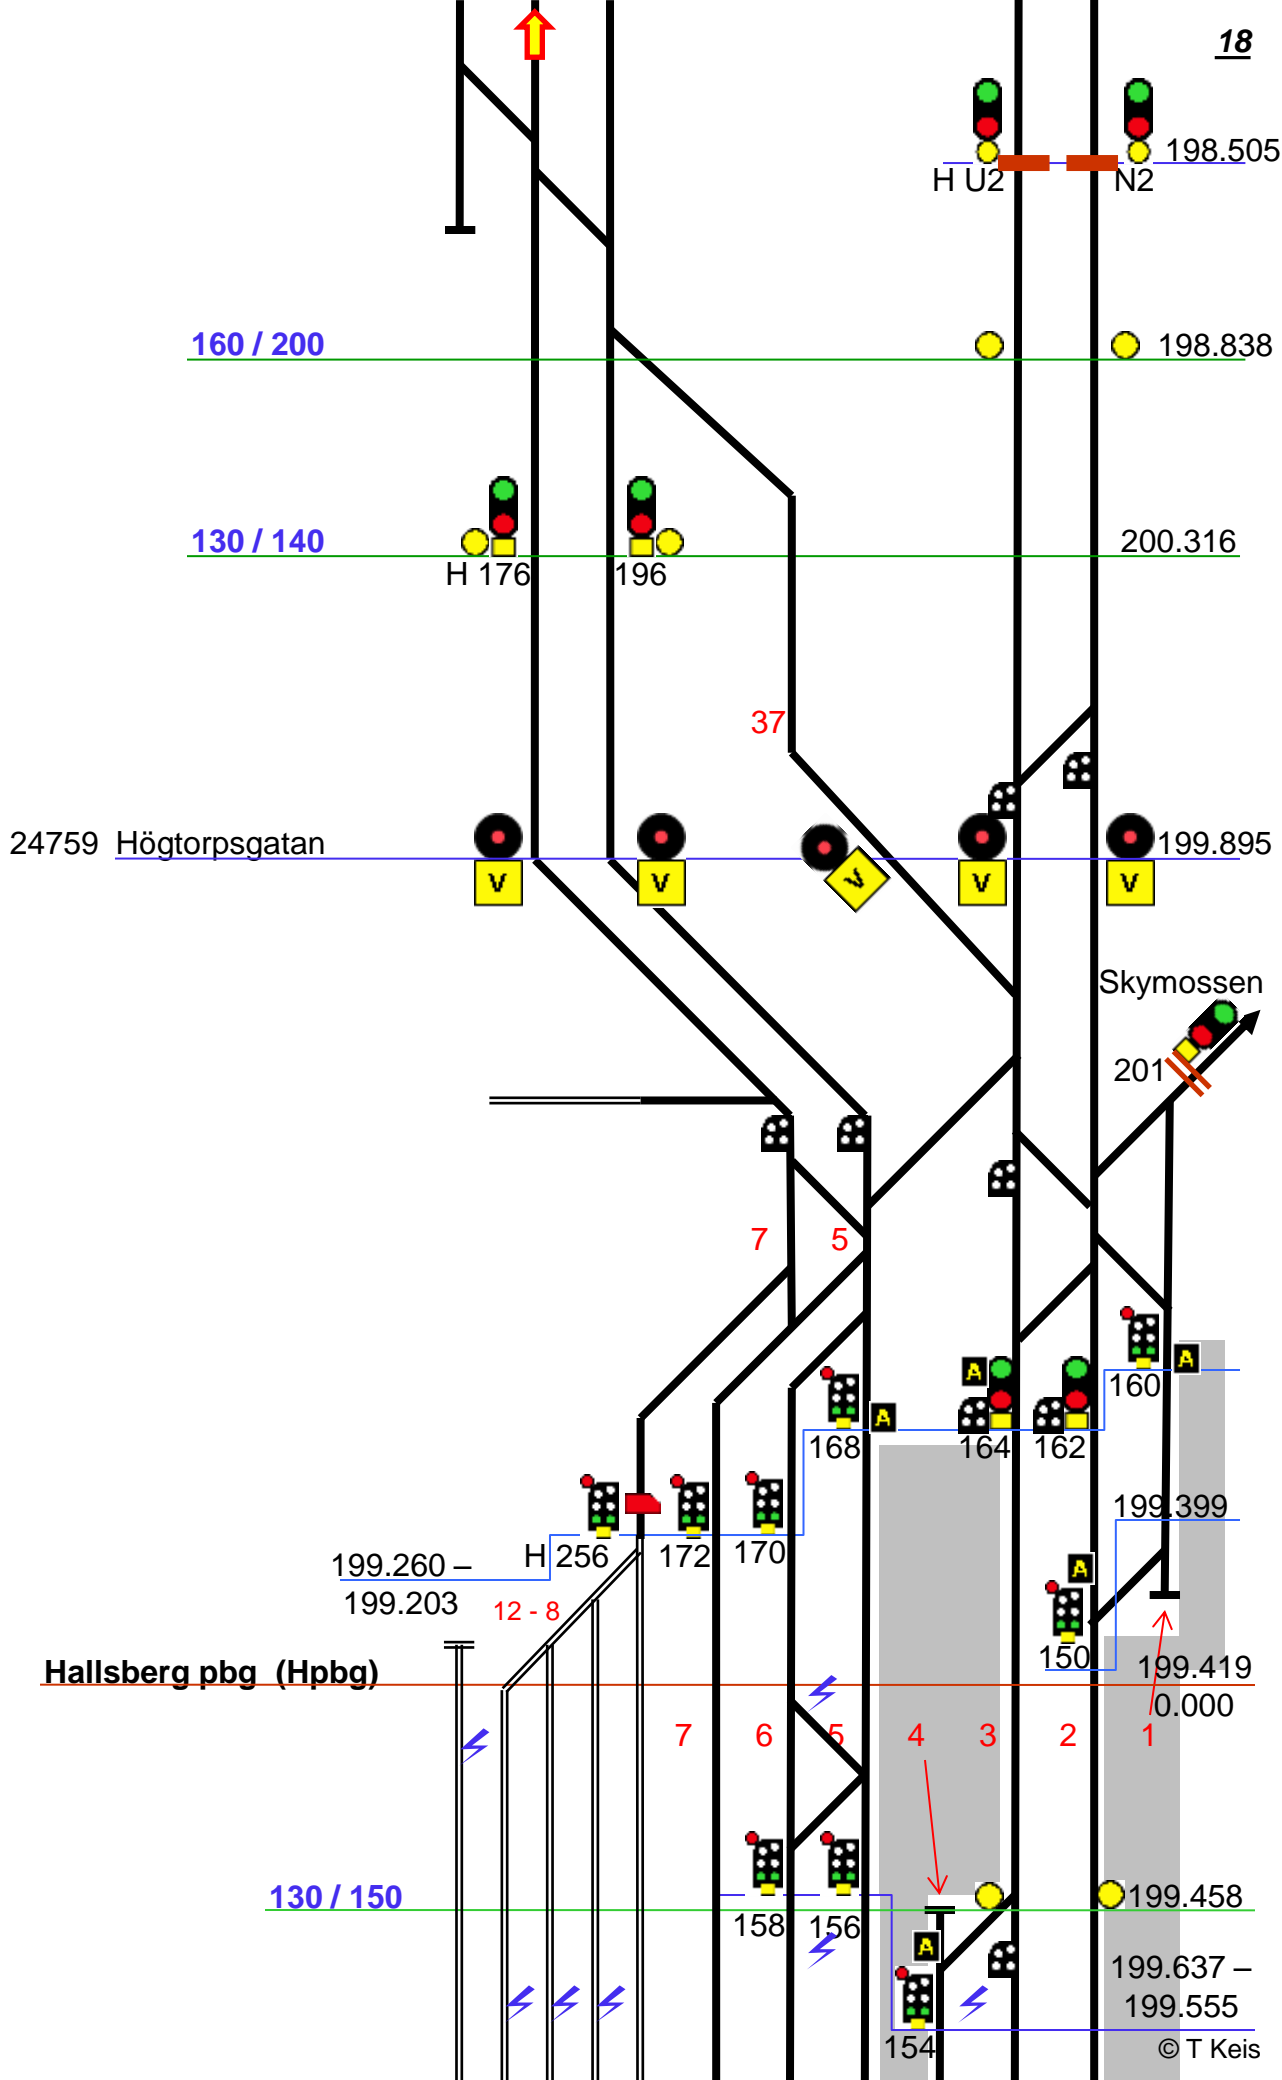 18
198.505
H U2
N2
160 / 200
198.838
130 / 140
200.316
H 176
196
37
24759 Högtorpsgatan
199.895
V V V V V
Skymossen
201
7 5
A A
160
168 A
164 162
199.399
H 256 172 170
199.260 –
199.203
12 - 8
A
150
Hallsberg pbg (Hpbg)
199.419
0.000
7 6 5 4 3 2 1
130 / 150
199.458
158 156
A
199.637 –
199.555
154
© T Keis